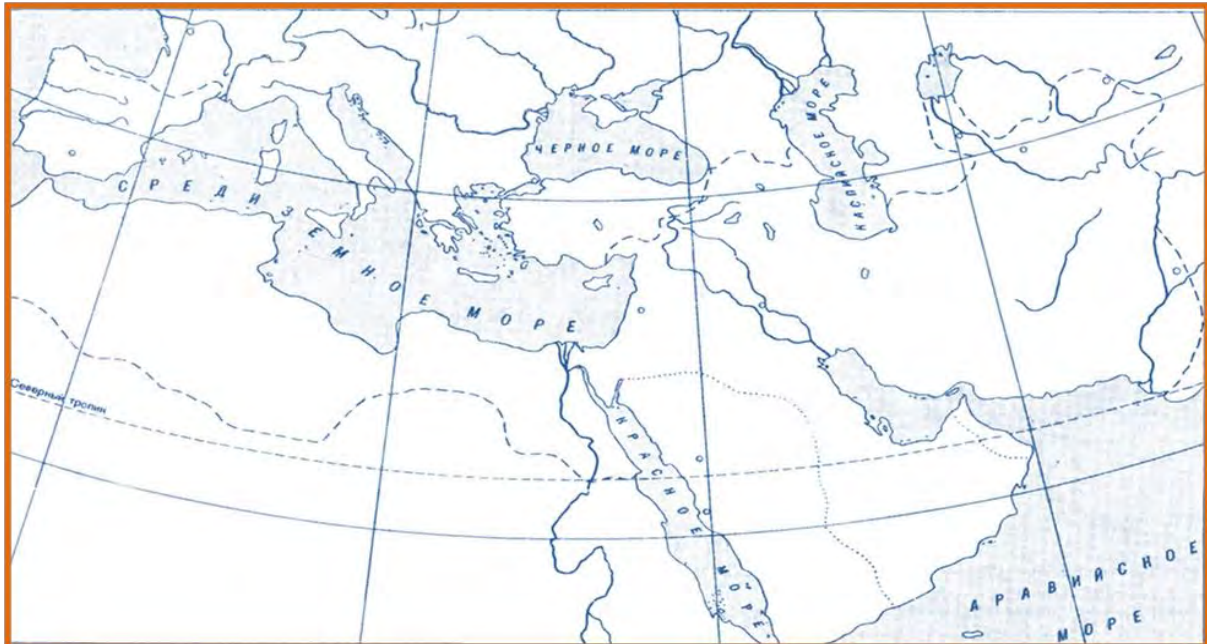 ЧЕРНОЕ МОРЕ
КАСПИЙСКОЕ МОРЕ
СРЕДИЗЕМНОЕ МОРЕ
Северный тропик
КРАСНОЕ МОРЕ
АРАВИЙСКОЕ
МОРЕ